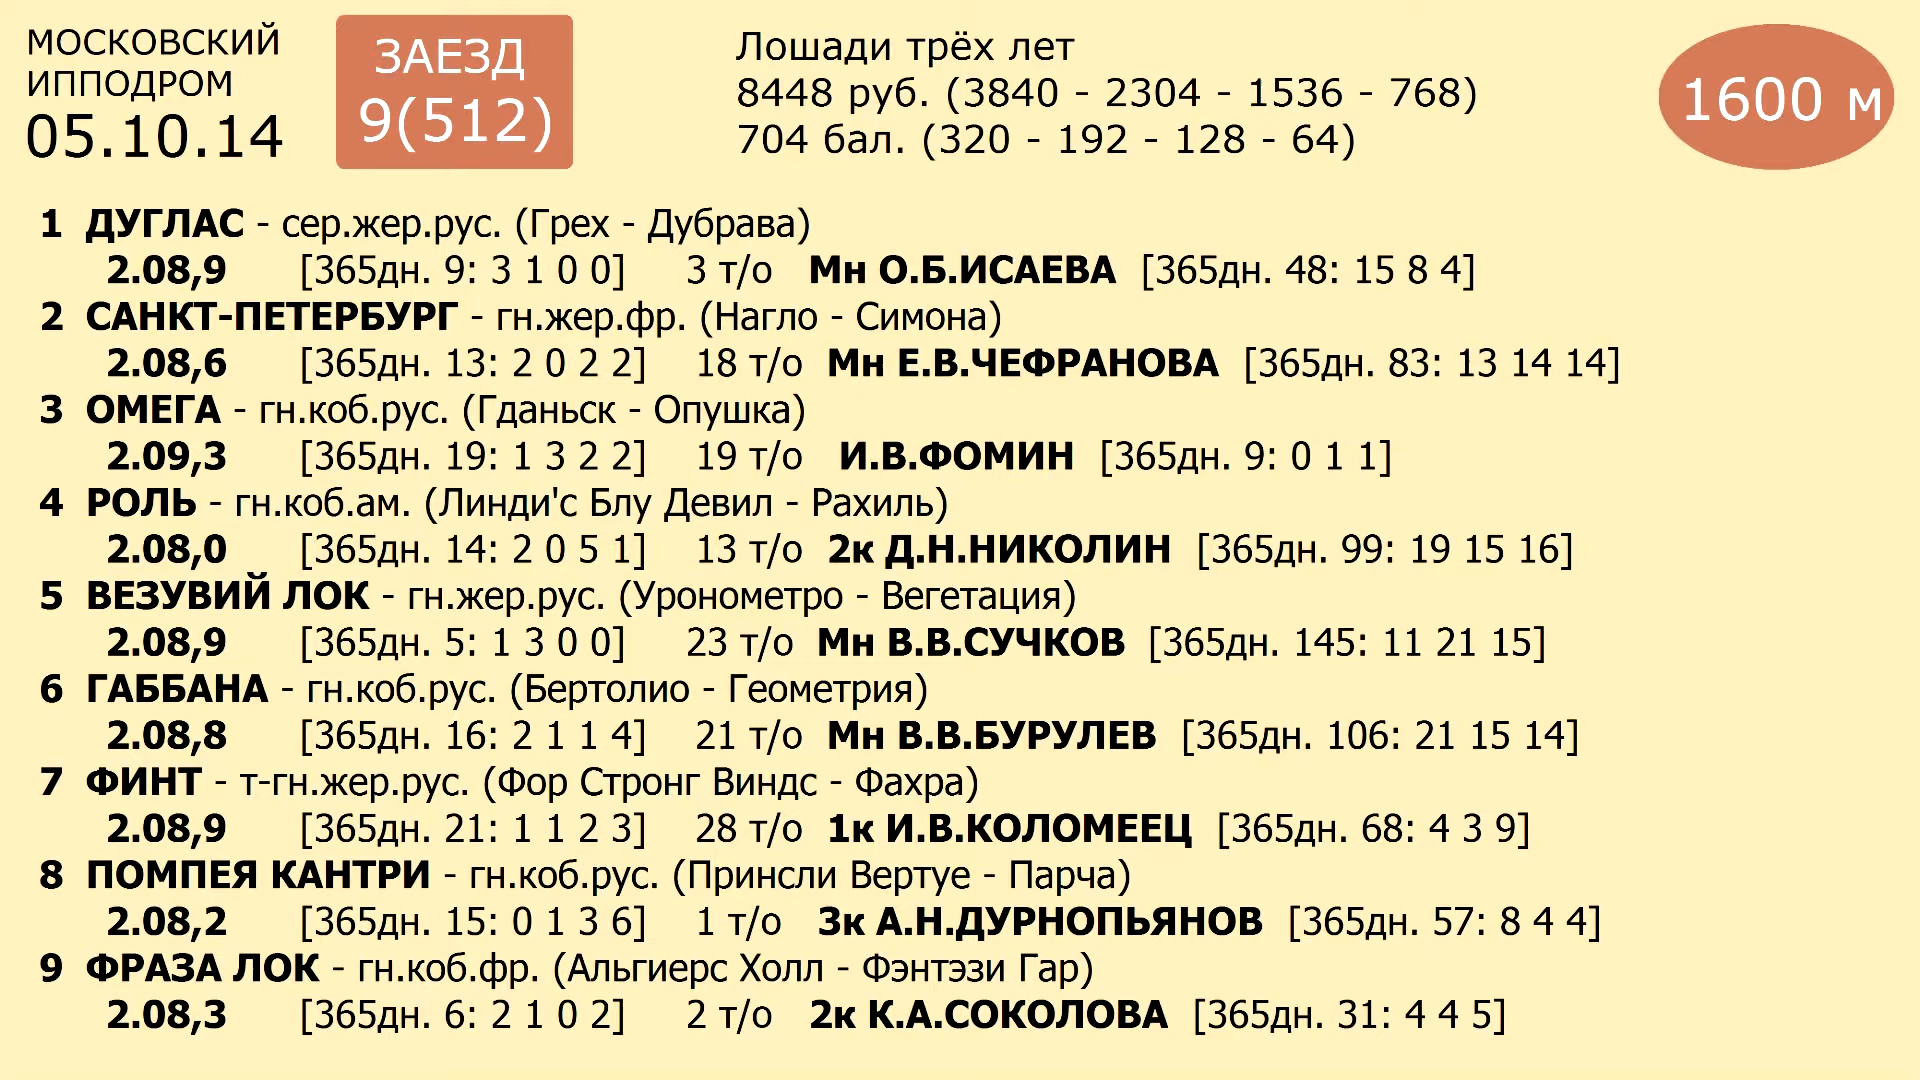 МОСКОВСКИЙ
ИППОДРОМ
05.10.14
ЗАЕЗД
9(512)
Лошади трёх лет
8448 руб. (3840 - 2304 - 1536 - 768)
704 бал. (320 - 192 - 128 - 64)
1600 м
1 ДУГЛАС - сер.жер.рус. (Грех - Дубрава)
2.08,9 [365дн. 9: 3 1 0 0] 3 т/о Мн О.Б.ИСАЕВА [365дн. 48: 15 8 4]
2 САНКТ-ПЕТЕРБУРГ - гн.жер.фр. (Нагло - Симона)
2.08,6 [365дн. 13: 2 0 2 2] 18 т/о Мн Е.В.ЧЕФРАНОВА [365дн. 83: 13 14 14]
3 ОМЕГА - гн.коб.рус. (Гданьск - Опушка)
2.09,3 [365дн. 19: 1 3 2 2] 19 т/о И.В.ФОМИН [365дн. 9: 0 1 1]
4 РОЛЬ - гн.коб.ам. (Линди'с Блу Девил - Рахиль)
2.08,0 [365дн. 14: 2 0 5 1] 13 т/о 2к Д.Н.НИКОЛИН [365дн. 99: 19 15 16]
5 ВЕЗУВИЙ ЛОК - гн.жер.рус. (Уронометро - Вегетация)
2.08,9 [365дн. 5: 1 3 0 0] 23 т/о Мн В.В.СУЧКОВ [365дн. 145: 11 21 15]
6 ГАББАНА - гн.коб.рус. (Бертолио - Геометрия)
2.08,8 [365дн. 16: 2 1 1 4] 21 т/о Мн В.В.БУРУЛЕВ [365дн. 106: 21 15 14]
7 ФИНТ - т-гн.жер.рус. (Фор Стронг Виндс - Фахра)
2.08,9 [365дн. 21: 1 1 2 3] 28 т/о 1к И.В.КОЛОМЕЕЦ [365дн. 68: 4 3 9]
8 ПОМПЕЯ КАНТРИ - гн.коб.рус. (Принсли Вертуе - Парча)
2.08,2 [365дн. 15: 0 1 3 6] 1 т/о 3к А.Н.ДУРНОПЬЯНОВ [365дн. 57: 8 4 4]
9 ФРАЗА ЛОК - гн.коб.фр. (Альгиерс Холл - Фэнтэзи Гар)
2.08,3 [365дн. 6: 2 1 0 2] 2 т/о 2к К.А.СОКОЛОВА [365дн. 31: 4 4 5]